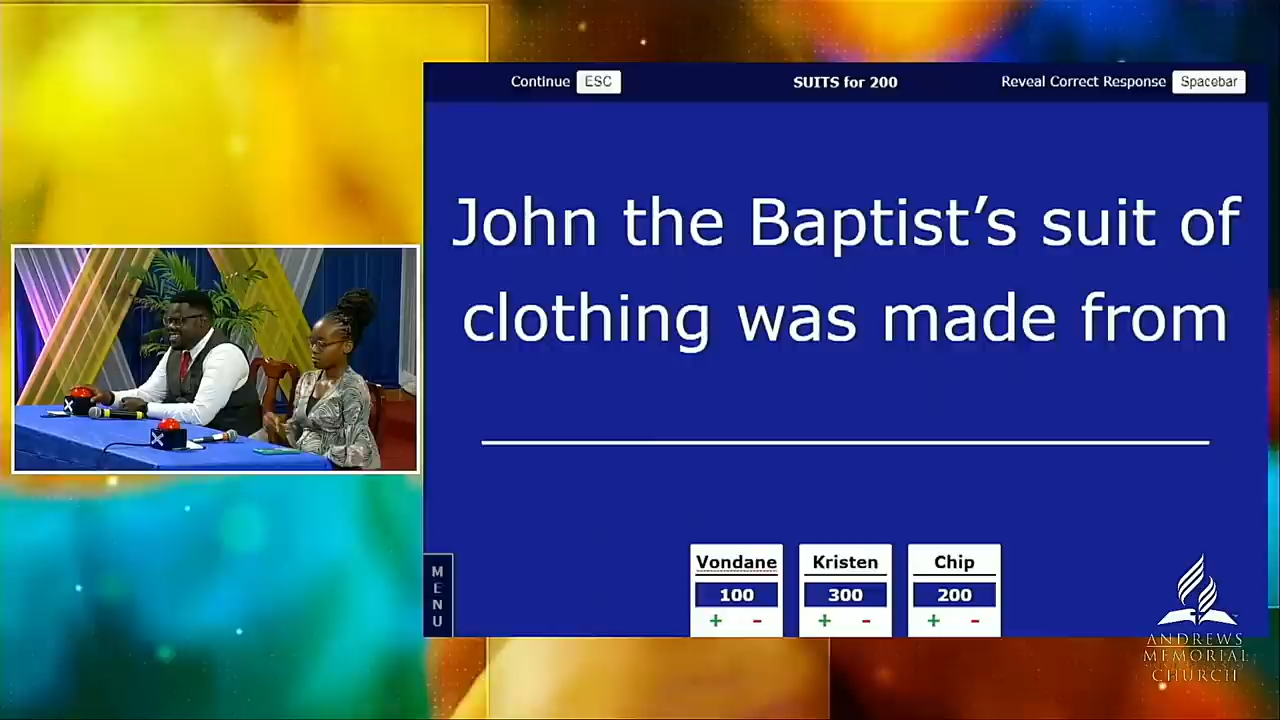 Continue ESC SUITS for 200 Reveal Correct Response Spacebar
John the Baptist’s suit of
clothing was made from
MENU
Vondane Kristen Chip
100 300 200
+ - + - + -
ANDREWS
MEMORIAL
CHURCH